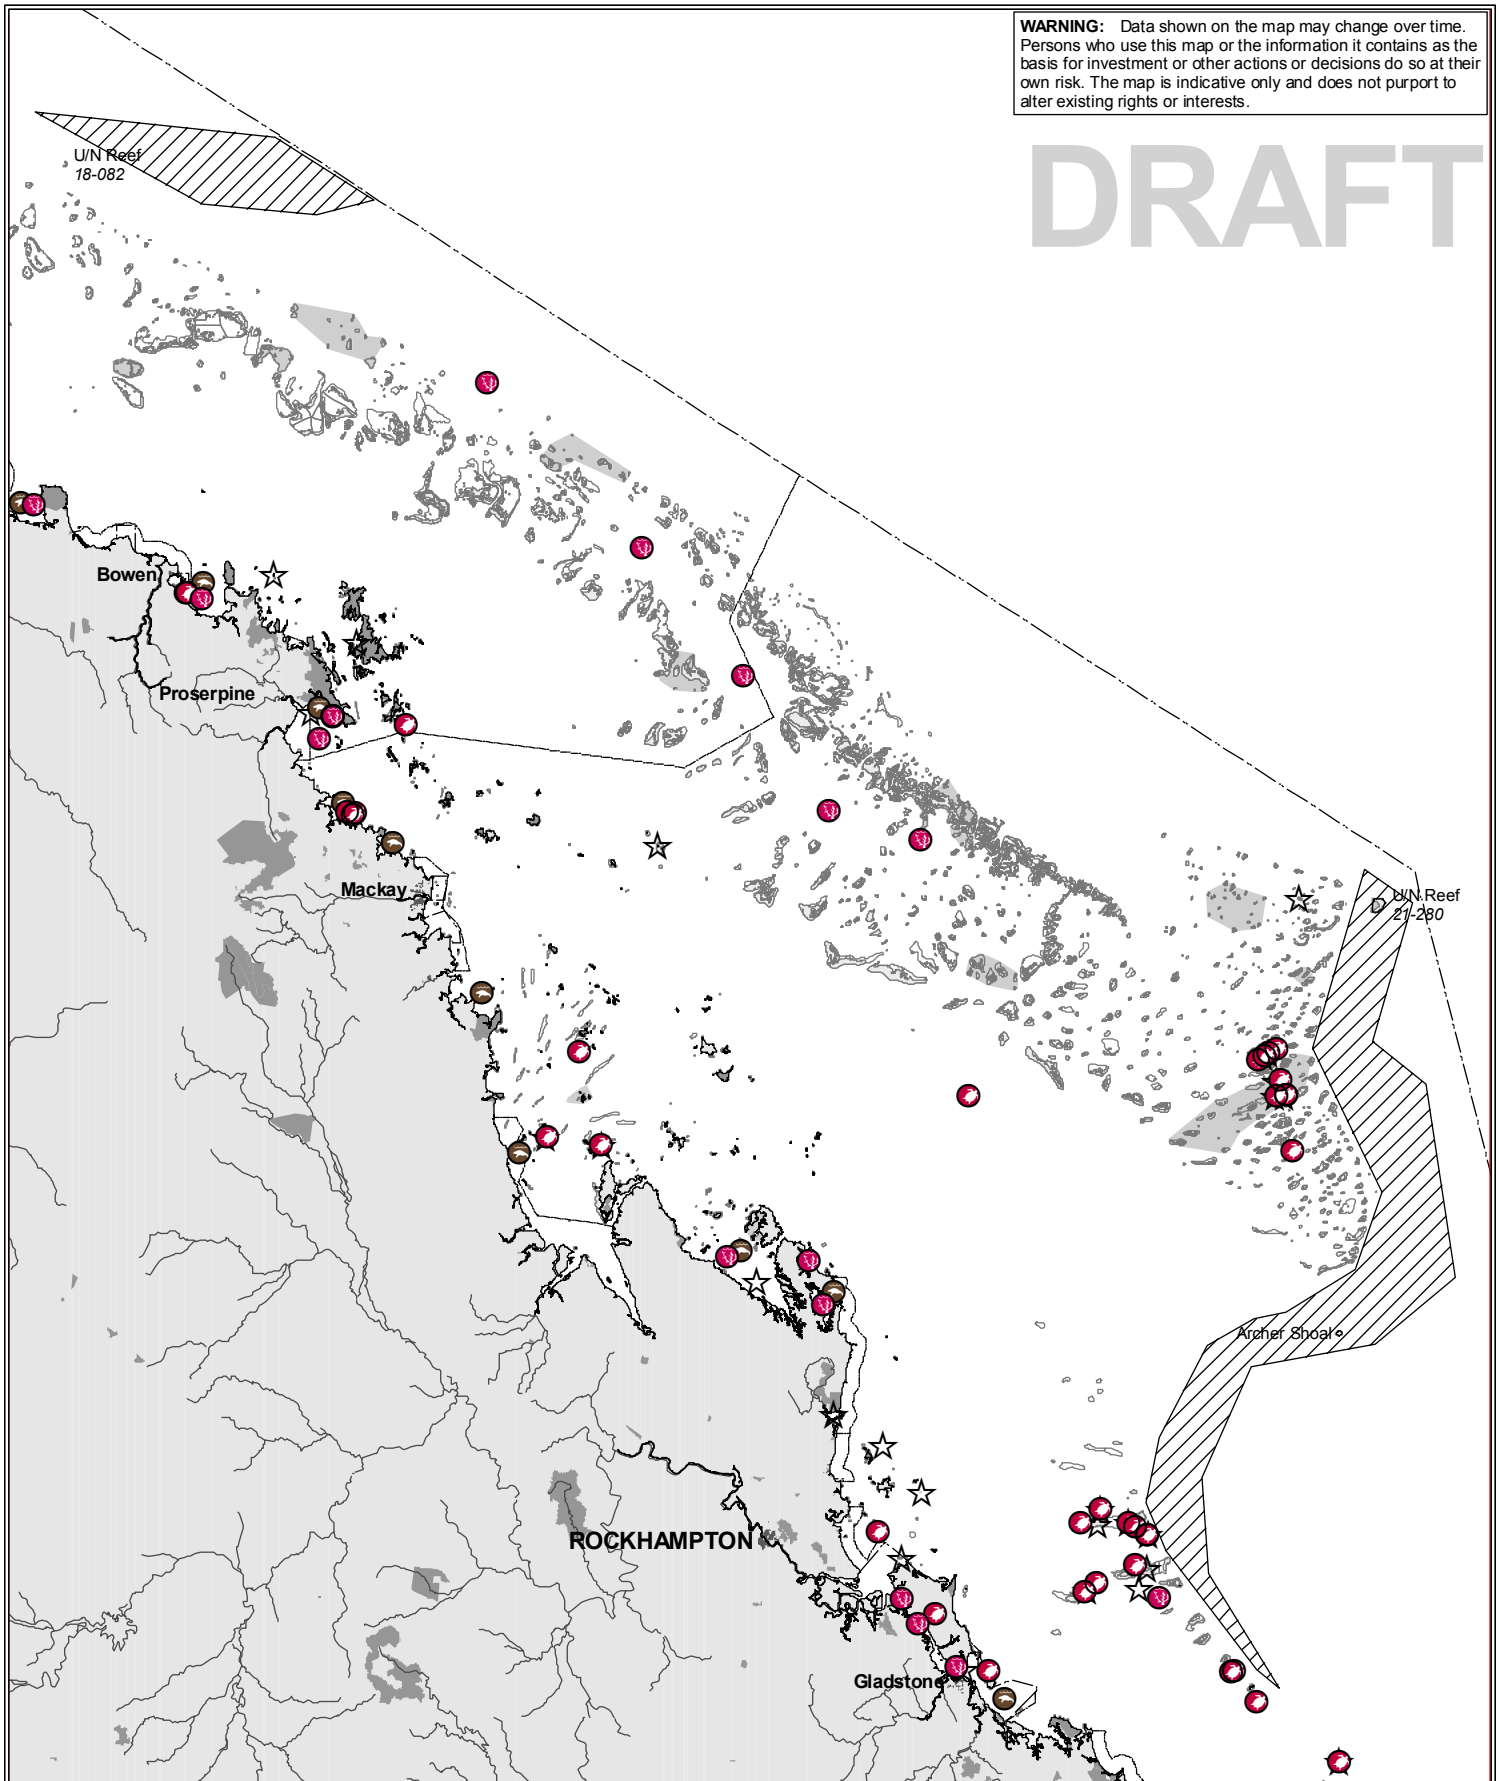 WARNING: Data shown on the map may change over time.
Persons who use this map or the information it contains as the
basis for investment or other actions or decisions do so at their
own risk. The map is indicative only and does not purport to
alter existing rights or interests.
DRAFT
U/N Reef
18-082
Bowen
Proserpine
Mackay
U/N Reef
21-280
Archer Shoal
ROCKHAMPTON
Gladstone